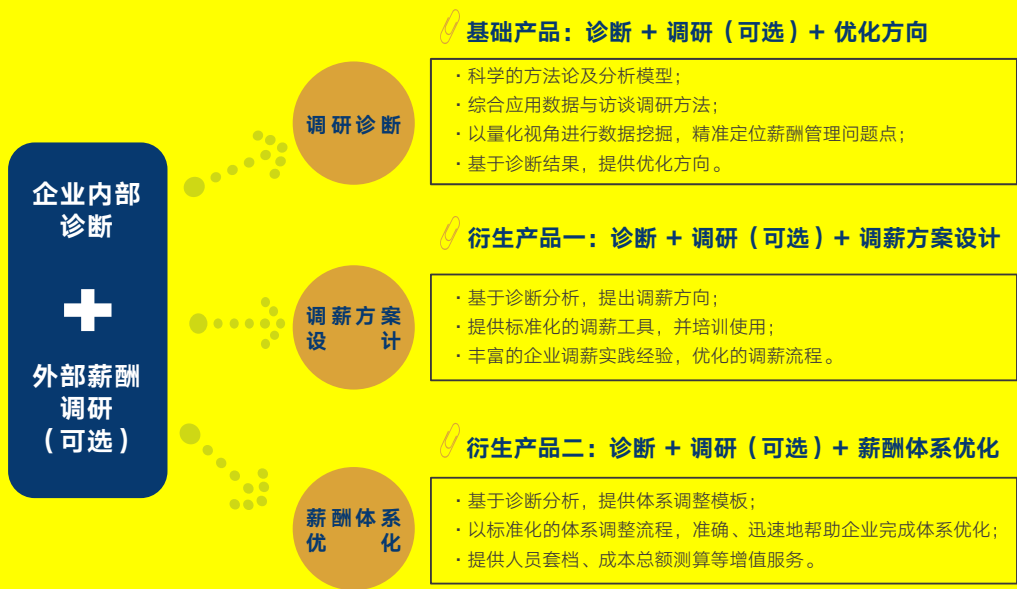 企业内部
诊断
+
外部薪酬
调研
（可选）
调研诊断
基础产品：诊断 + 调研（可选）+ 优化方向
·科学的方法论及分析模型；
·综合应用数据与访谈调研方法；
·以量化视角进行数据挖掘，精准定位薪酬管理问题点；
·基于诊断结果，提供优化方向。
调薪方案
设计
衍生产品一：诊断 + 调研（可选）+ 调薪方案设计
·基于诊断分析，提出调薪方向；
·提供标准化的调薪工具，并培训使用；
·丰富的企业调薪实践经验，优化的调薪流程。
薪酬体系
优化
衍生产品二：诊断 + 调研（可选）+ 薪酬体系优化
·基于诊断分析，提供体系调整模板；
·以标准化的体系调整流程，准确、迅速地帮助企业完成体系优化；
·提供人员套档、成本总额测算等增值服务。